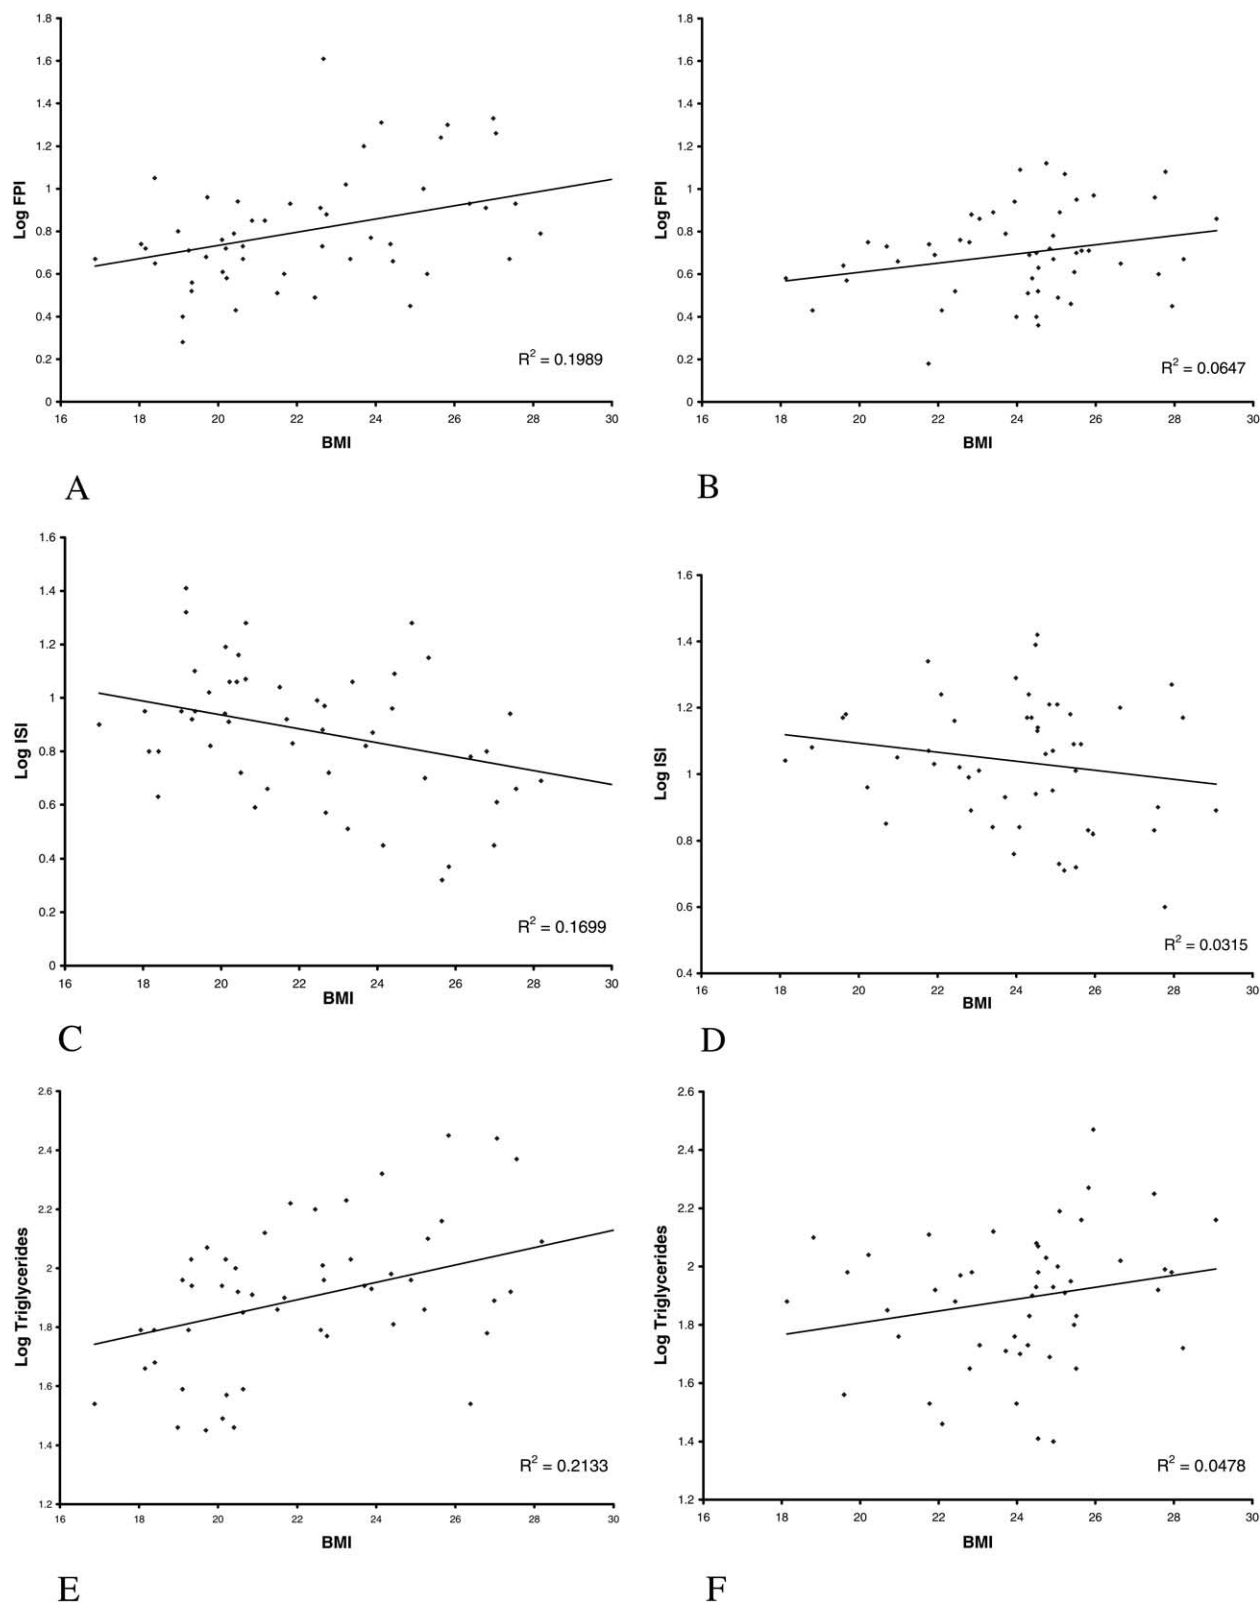 1.8
1.6
1.4
1.2
1
0.8
0.6
0.4
0.2
0
Log FPI
16 18 20 22 24 26 28 30
BMI
R² = 0.1989
A
1.8
1.6
1.4
1.2
1
0.8
0.6
0.4
0.2
0
Log FPI
16 18 20 22 24 26 28 30
BMI
R² = 0.0647
B
1.6
1.4
1.2
1
0.8
0.6
0.4
0.2
0
Log ISI
16 18 20 22 24 26 28 30
BMI
R² = 0.1699
C
1.6
1.4
1.2
1
0.8
0.6
0.4
Log ISI
16 18 20 22 24 26 28 30
BMI
R² = 0.0315
D
2.6
2.4
2.2
2
1.8
1.6
1.4
1.2
Log Triglycerides
16 18 20 22 24 26 28 30
BMI
R² = 0.2133
E
2.6
2.4
2.2
2
1.8
1.6
1.4
1.2
Log Triglycerides
16 18 20 22 24 26 28 30
BMI
R² = 0.0478
F